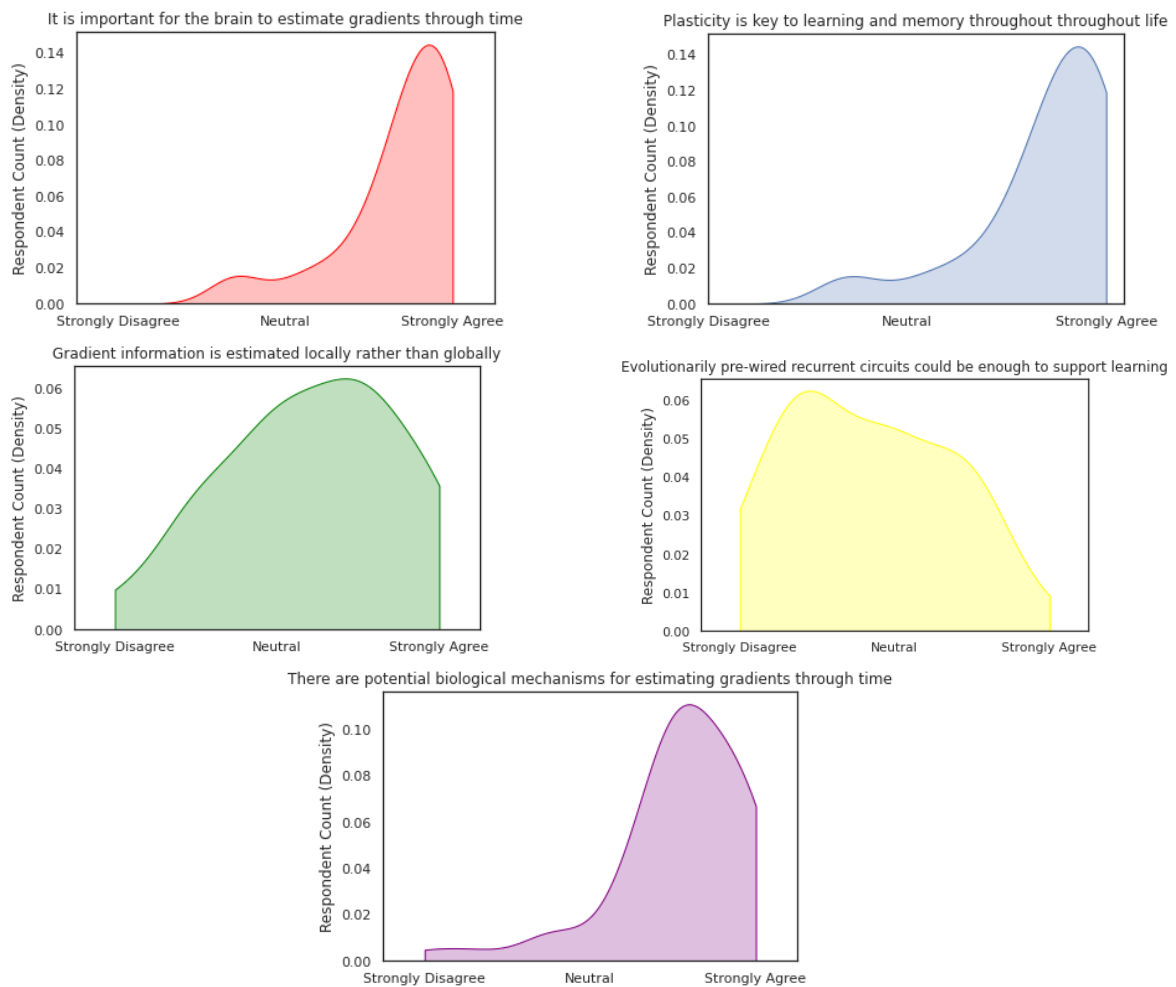 It is important for the brain to estimate gradients through time
Respondent Count (Density)
0.14
0.12
0.10
0.08
0.06
0.04
0.02
0.00
Strongly Disagree Neutral Strongly Agree
Plasticity is key to learning and memory throughout throughout life
Respondent Count (Density)
0.14
0.12
0.10
0.08
0.06
0.04
0.02
0.00
Strongly Disagree Neutral Strongly Agree
Gradient information is estimated locally rather than globally
Respondent Count (Density)
0.06
0.05
0.04
0.03
0.02
0.01
0.00
Strongly Disagree Neutral Strongly Agree
Evolutionarily pre-wired recurrent circuits could be enough to support learning
Respondent Count (Density)
0.06
0.05
0.04
0.03
0.02
0.01
0.00
Strongly Disagree Neutral Strongly Agree
There are potential biological mechanisms for estimating gradients through time
Respondent Count (Density)
0.10
0.08
0.06
0.04
0.02
0.00
Strongly Disagree Neutral Strongly Agree